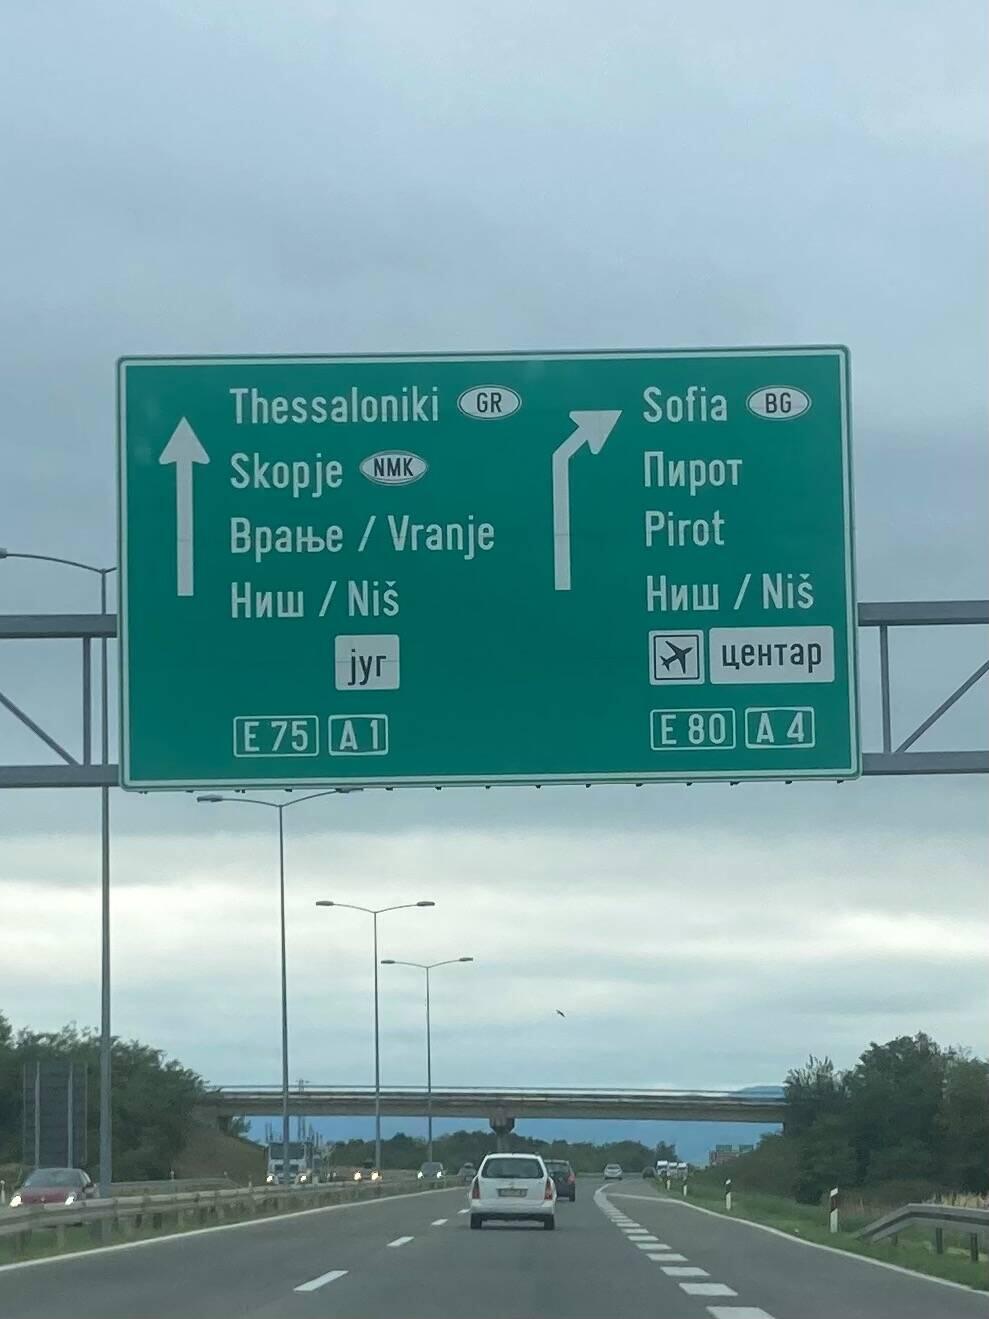 Thessaloniki GR
Skopje NMK
Врање / Vranje
Ниш / Niš
југ
E 75 A 1
Sofia BG
Пирот
Pirot
Ниш / Niš
центар
E 80 A 4